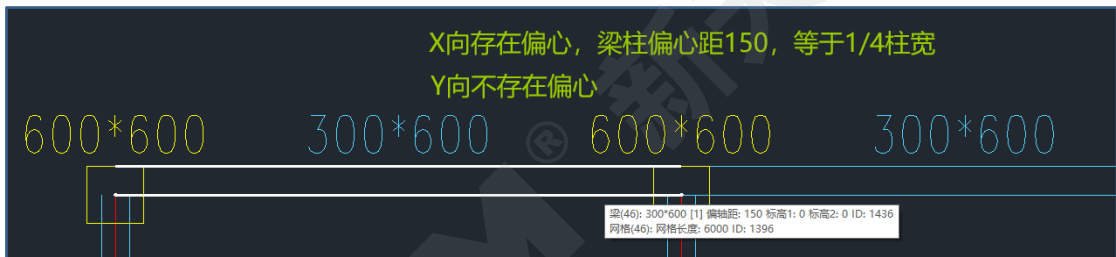 X向存在偏心，梁柱偏心距150，等于1/4柱宽
Y向不存在偏心
600*600 300*600 600*600 300*600
梁(46): 300*600 [1] 偏轴距: 150 标高1: 0 标高2: 0 ID: 1436
网格(46): 网格长度: 6000 ID: 1396